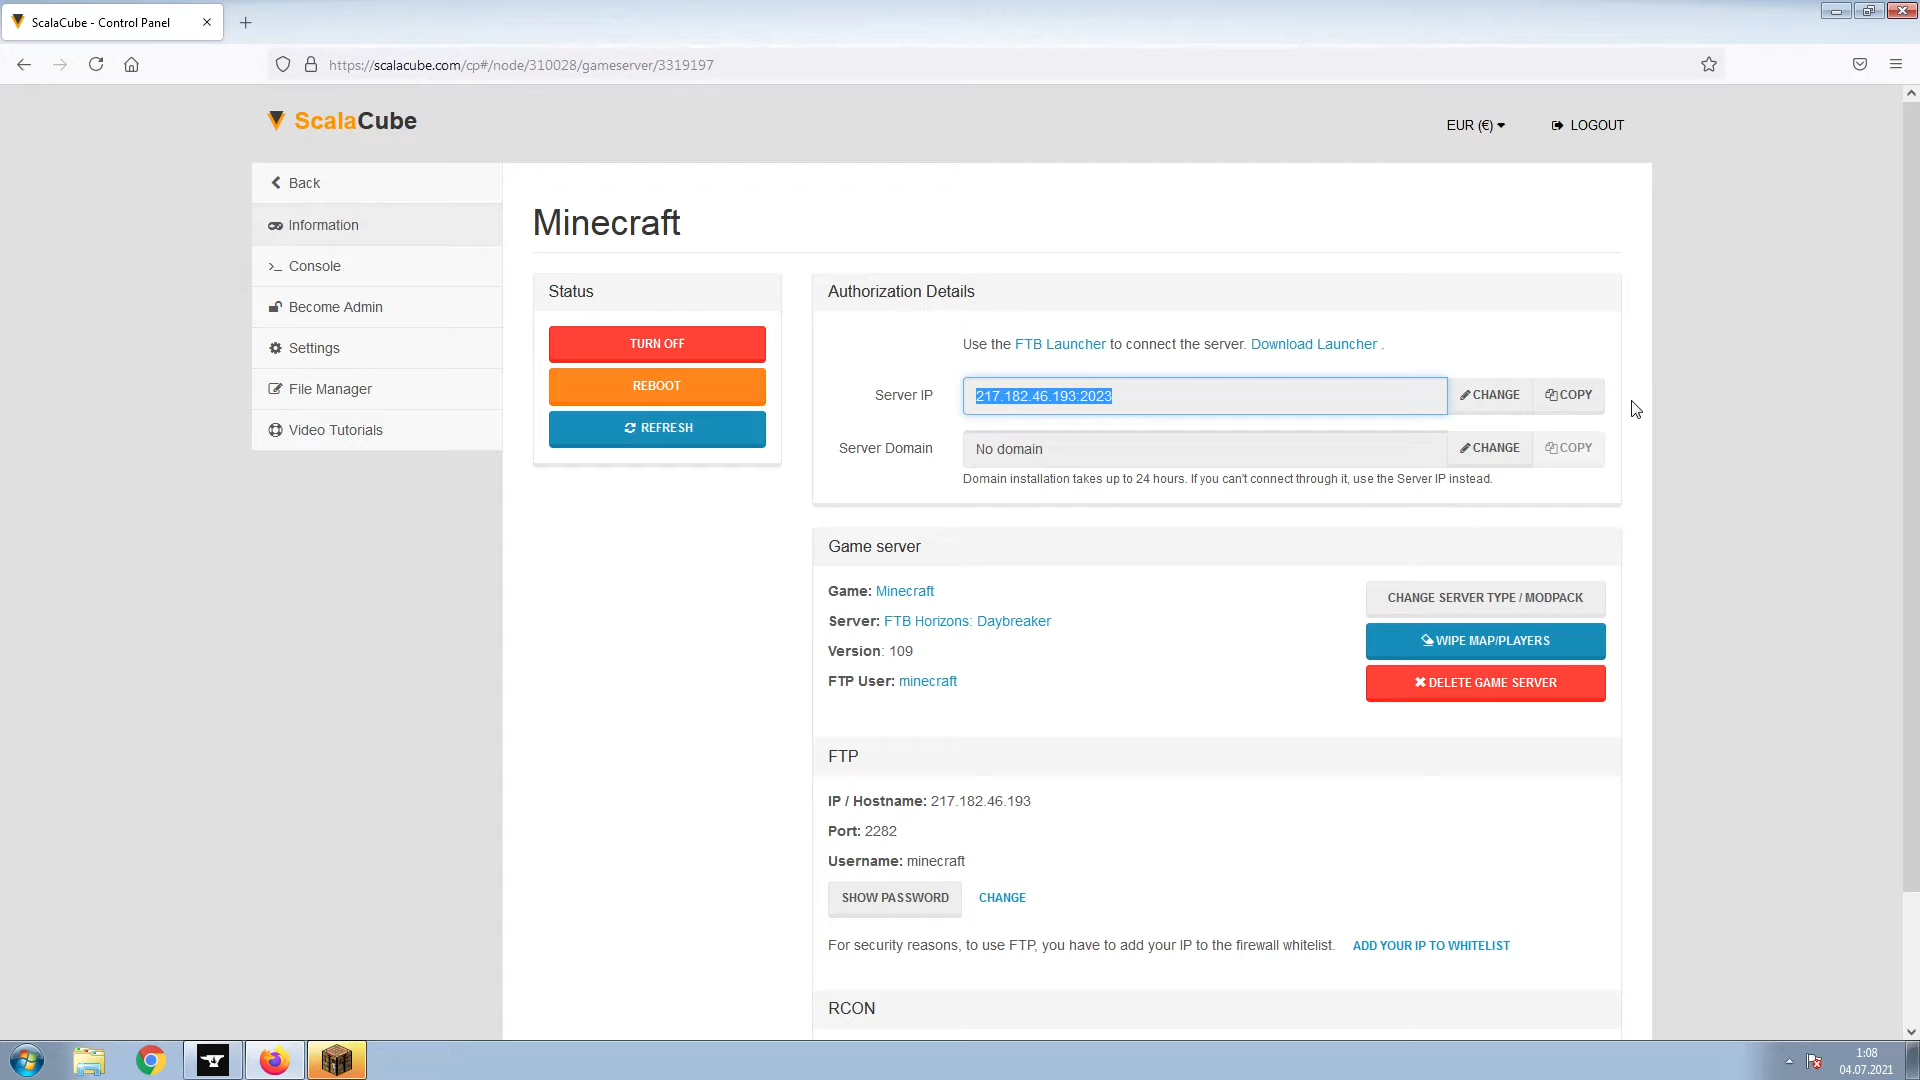 ScalaCube - Control Panel
https://scalacube.com/cp#/node/310028/gameserver/3319197
ScalaCube
EUR (€)
LOGOUT
Back
Information
Console
Become Admin
Settings
File Manager
Video Tutorials
Minecraft
Status
TURN OFF
REBOOT
REFRESH
Authorization Details
Use the FTB Launcher to connect the server. Download Launcher .
Server IP
217.182.46.193:2023
CHANGE
COPY
Server Domain
No domain
CHANGE
COPY
Domain installation takes up to 24 hours. If you can't connect through it, use the Server IP instead.
Game server
Game: Minecraft
Server: FTB Horizons: Daybreaker
Version: 109
FTP User: minecraft
CHANGE SERVER TYPE / MODPACK
WIPE MAP/PLAYERS
DELETE GAME SERVER
FTP
IP / Hostname: 217.182.46.193
Port: 2282
Username: minecraft
SHOW PASSWORD
CHANGE
For security reasons, to use FTP, you have to add your IP to the firewall whitelist.
ADD YOUR IP TO WHITELIST
RCON
1:08
04.07.2021